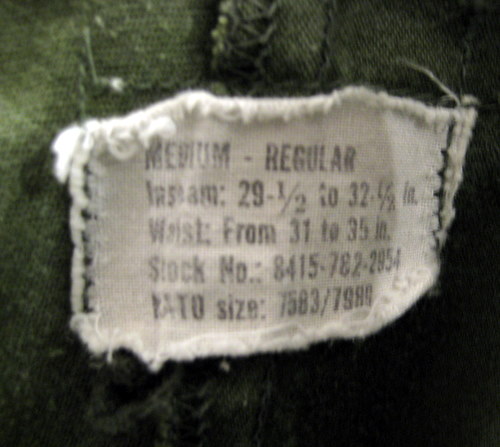 MEDIUM - REGULAR
Inseam: 29-1/2 to 32-1/2 in.
Waist: From 31 to 35 in.
Stock No.: 8415-782-2854
NATO size: 7583/7989